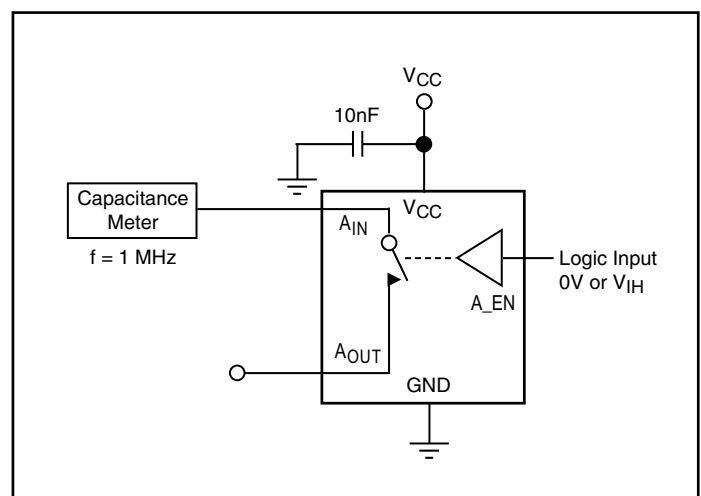 VCC
10nF
Capacitance
Meter
f = 1 MHz
AIN
VCC
Logic Input
0V or VIH
A_EN
AOUT
GND